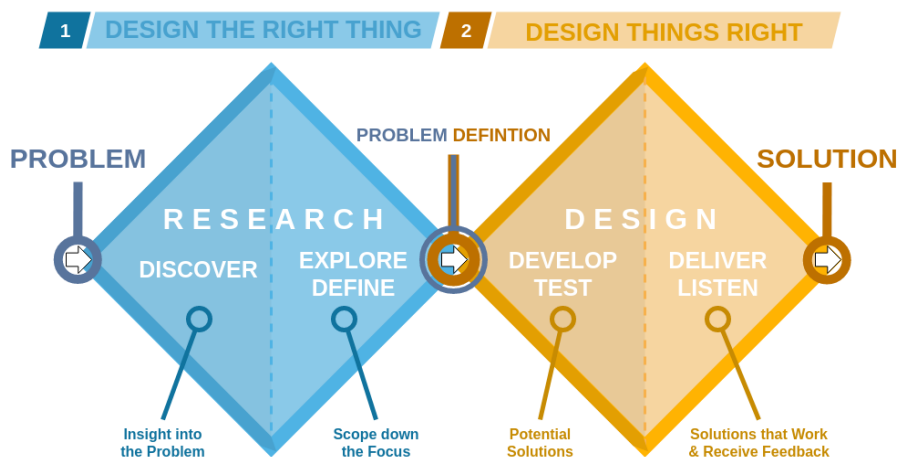 1 DESIGN THE RIGHT THING 2 DESIGN THINGS RIGHT
PROBLEM DEFINTION
PROBLEM
SOLUTION
RESEARCH
DESIGN
DISCOVER
EXPLORE
DEFINE
DEVELOP
TEST
DELIVER
LISTEN
Insight into
the Problem
Scope down
the Focus
Potential
Solutions
Solutions that Work
& Receive Feedback